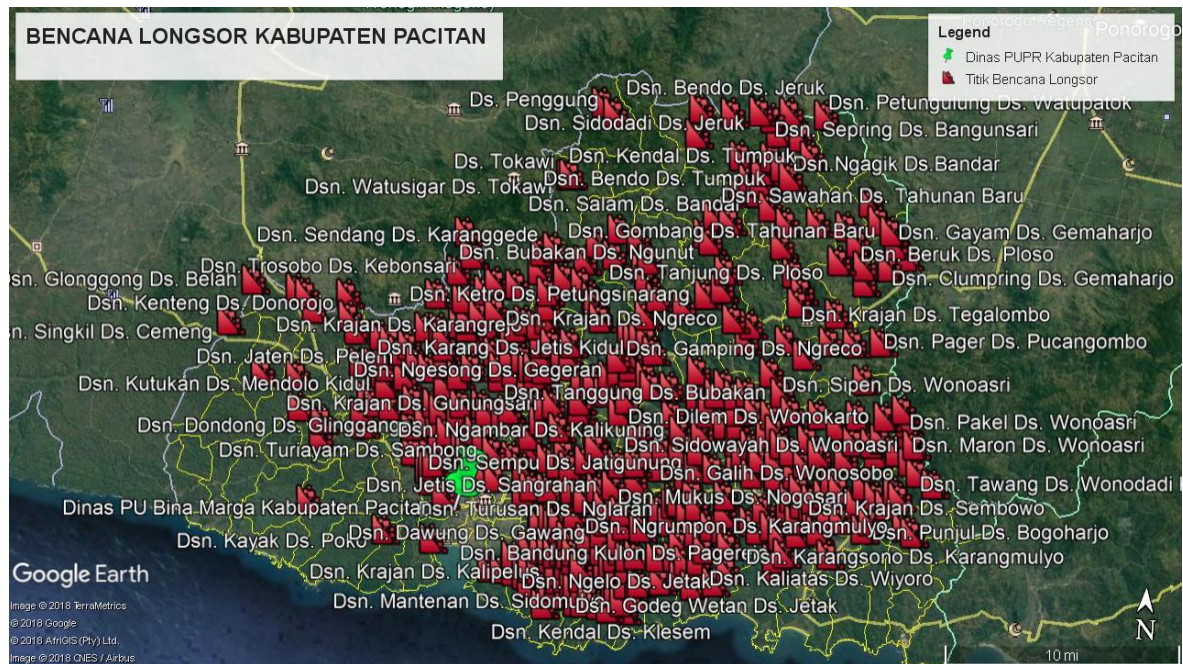 Ponorogo Regency
BENCANA LONGSOR KABUPATEN PACITAN
Legend
Ponorogo
Dinas PUPR Kabupaten Pacitan
Titik Bencana Longsor
Dsn. Bendo Ds. Jeruk
Ds. Penggung
Dsn. Petungulung Ds. Watupatok
Dsn. Sidodadi Ds. Jeruk
Dsn. Sepring Ds. Bangunsari
Dsn. Kendal Ds. Tumpuk
Ds. Tokawi
Dsn.Ngagik Ds.Bandar
Dsn. Bendo Ds. Tumpuk
Dsn. Watusigar Ds. Tokawi
Dsn. Sawahan Ds. Tahunan Baru
Dsn. Salam Ds. Bandar
Dsn. Gombang Ds. Tahunan Baru
Dsn. Gayam Ds. Gemaharjo
Dsn. Sendang Ds. Karanggede
Dsn. Bubakan Ds. Ngunut
Dsn. Beruk Ds. Ploso
Dsn. Trosobo Ds. Kebonsari
Dsn. Tanjung Ds. Ploso
sn. Glonggong Ds. Belah
Dsn. Clumpring Ds. Gemaharjo
Dsn. Ketro Ds. Petungsinarang
Dsn. Kenteng Ds. Donorojo
Dsn. Krajan Ds. Tegalombo
Dsn. Krajan Ds. Karangrejo
Dsn. Krajan Ds. Ngreco
n. Singkil Ds. Cemeng
Dsn. Pager Ds. Pucangombo
Dsn. Karang Ds. Jetis Kidul
Dsn. Gamping Ds. Ngreco
Dsn. Jaten Ds. Pelem
Dsn. Ngesong Ds. Gegeran
Dsn. Kutukan Ds. Mendolo Kidul
Dsn. Sipen Ds. Wonoasri
Dsn. Tanggung Ds. Bubakan
Dsn. Krajan Ds. Gunungsari
Dsn. Dilem Ds. Wonokarto
Dsn. Pakel Ds. Wonoasri
Dsn. Dondong Ds. Glinggang
Dsn. Ngambar Ds. Kalikuning
Dsn. Sidowayah Ds. Wonoasri
Dsn. Maron Ds. Wonoasri
Dsn. Turiayam Ds. Sambong
Dsn. Sempu Ds. Jatigunung
Dsn. Galih Ds. Wonosobo
Dsn. Jetis Ds. Sangrahan
Dsn. Tawang Ds. Wonodadi
Dsn. Mukus Ds. Nogosari
Dinas PU Bina Marga Kabupaten Pacitan
sn. Turusan Ds. Nglaran
Dsn. Krajan Ds. Sembowo
Dsn. Ngrumpon Ds. Karangmulyo
Dsn. Punjul Ds. Bogoharjo
Dsn. Dawung Ds. Gawang
Dsn. Kayak Ds. Poko
Dsn. Bandung Kulon Ds. Pagere
Dsn. Karangsono Ds. Karangmulyo
Google Earth
Dsn. Krajan Ds. Kalipel
Dsn. Ngelo Ds. Jetak
Dsn. Kaliatas Ds. Wiyoro
Dsn. Mantenan Ds. Sidomu
Dsn. Godeg Wetan Ds. Jetak
Dsn. Kendal Ds. Klesem
Image © 2018 TerraMetrics
© 2018 Google
© 2018 AfriGIS (Pty) Ltd.
Image © 2018 CNES / Airbus
N
10 mi